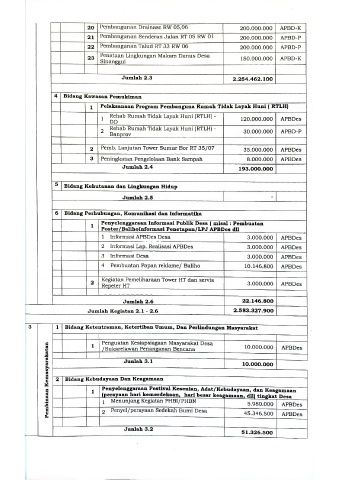 20 Pembangunan Drainase RW 05,06 200.000.000 APBD-K
21 Pembangunan Senderan Jalan RT 05 RW 01 200.000.000 APBD-P
22 Pembangunan Talud RT 33 RW 06 200.000.000 APBD-P
23 Penataan Lingkungan Makam Danus Desa Sinanggul 150.000.000 APBD-K
Jumlah 2.3 2.254.462.100
4 Bidang Kawasan Pemukiman
1 Pelaksanaan Program Pembanguna Rumah Tidak Layak Huni ( RTLH)
1 Rehab Rumah Tidak Layak Huni (RTLH) - DD 120.000.000 APBDes
2 Rehab Rumah Tidak Layak Huni (RTLH) - Banprov 30.000.000 APBD-P
2 Pemb. Lanjutan Tower Sumur Bor RT 35/07 35.000.000 APBDes
3 Peningkatan Pengelolaan Bank Sampah 8.000.000 APBDes
Jumlah 2.4 193.000.000
5 Bidang Kehutanan dan Lingkungan Hidup
Jumlah 2.5 -
6 Bidang Perhubungan, Komunikasi dan Informatika
1 Penyelenggaraan Informasi Publik Desa ( misal : Pembuatan
Poster/BalihoInformasi Penetapan/LPJ APBDes dll
1 Informasi APBDes Desa 3.000.000 APBDes
2 Informasi Lap. Realisasi APBDes 3.000.000 APBDes
3 Informasi Desa 3.000.000 APBDes
4 Pembuatan Papan reklame/ Baliho 10.146.800 APBDes
2 Kegiatan Pemeliharaan Tower HT dan servis Repeter HT 3.000.000 APBDes
Jumlah 2.6 22.146.800
Jumlah Kegiatan 2.1 - 2.6 2.583.327.900
3 Pembinaan Kemasyarakatan
1 Bidang Ketentraman, Ketertiban Umum, Dan Perlindungan Masyarakat
1 Penguatan Kesiapsiagaan Masyarakat Desa /Sukarelawan Penanganan Bencana 10.000.000 APBDes
Jumlah 3.1 10.000.000
2 Bidang Kebudayaan Dan Keagamaan
1 Penyelenggaraan Festival Kesenian, Adat/Kebudayaan, dan Keagamaan
(perayaan hari kemerdekaan, hari besar keagamaan, dll) tingkat Desa
1 Menunjang Kegiatan PHBI/PHBN 5.980.000 APBDes
2 Penyel/perayaan Sedekah Bumi Desa 45.346.500 APBDes
Jumlah 3.2 51.326.500